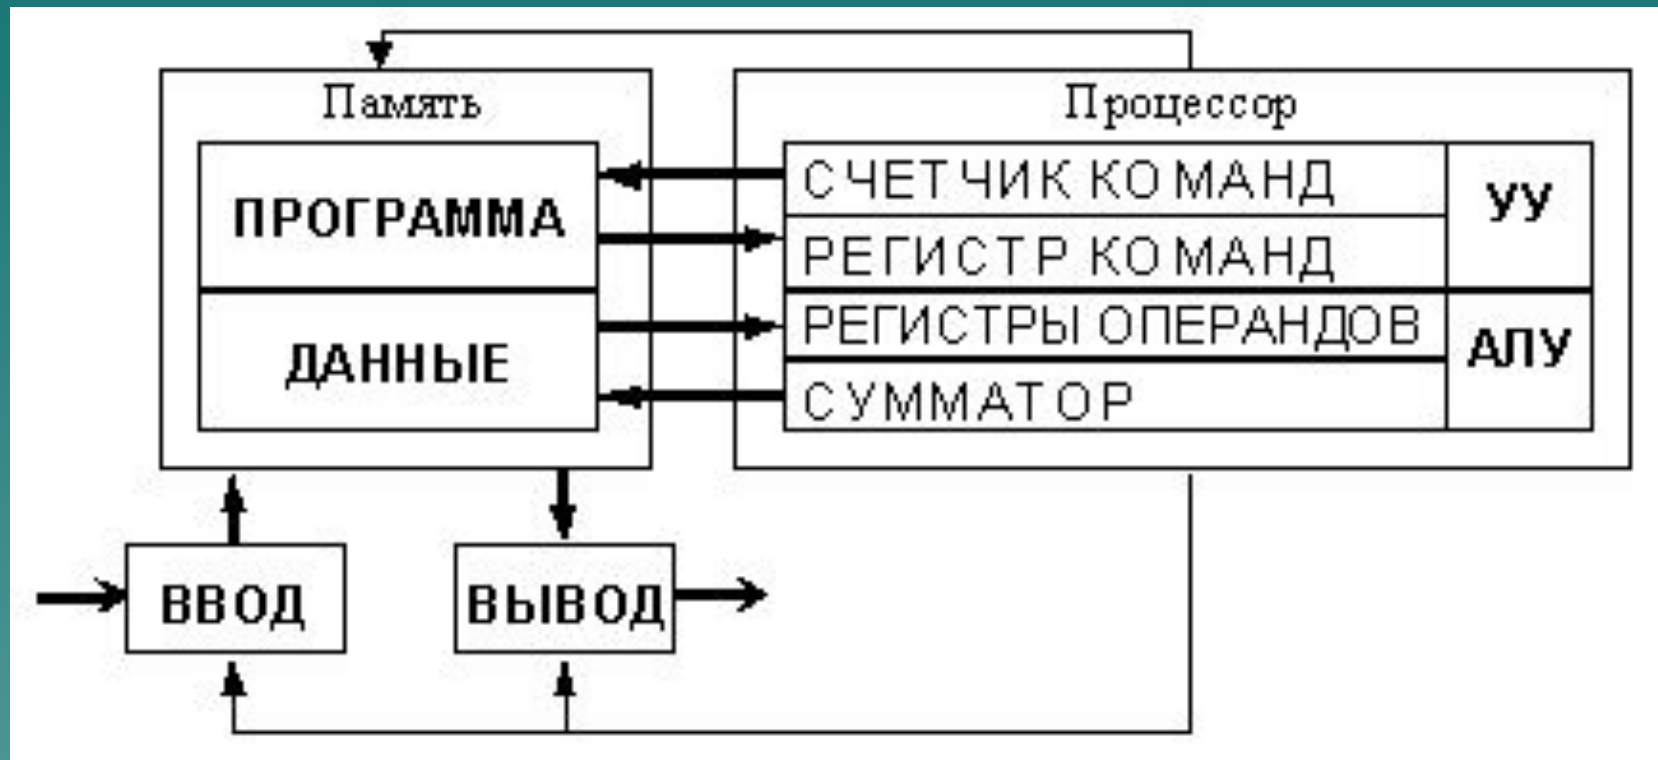 Память
Процессор
ПРОГРАММА
ДАННЫЕ
СЧЕТЧИК КОМАНД
РЕГИСТР КОМАНД
РЕГИСТРЫ ОПЕРАНДОВ
СУММАТОР
УУ
АЛУ
ВВОД
ВЫВОД